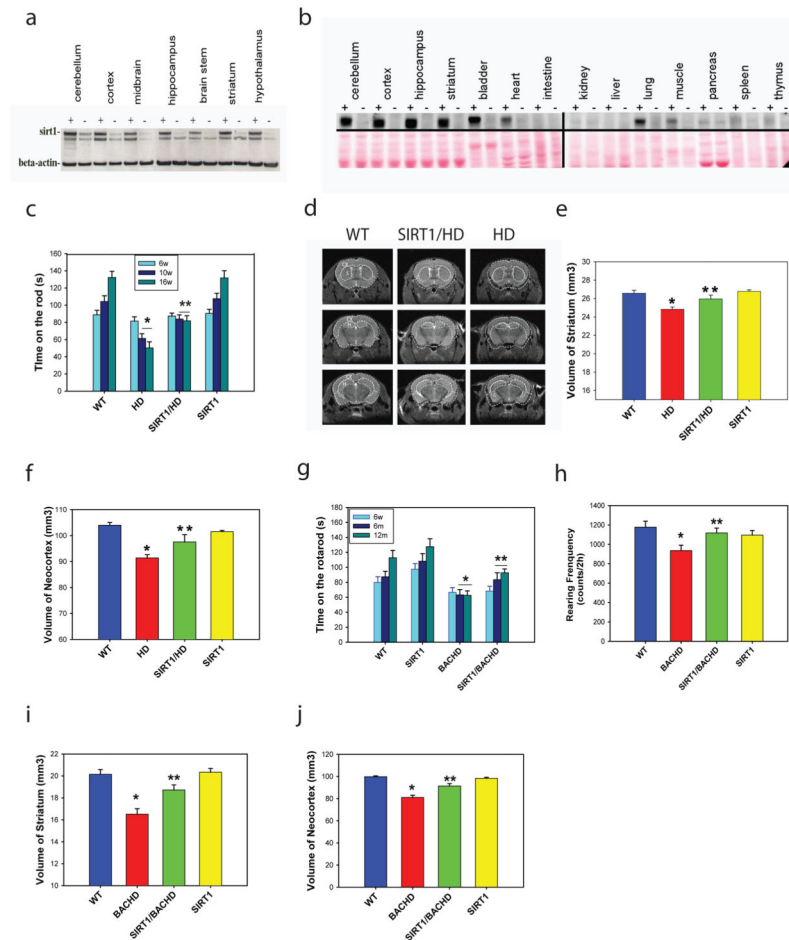 a
cerebellum
cortex
midbrain
hippocampus
brain stem
striatum
hypothalamus
+ - + - + - + - + - + - + -
sirt1-
beta-actin-
b
cerebellum
cortex
hippocampus
striatum
bladder
heart
intestine
kidney
liver
lung
muscle
pancreas
spleen
thymus
+ - + - + - + - + - + - + - + - + - + - + - + - + - + -
c
Time on the rod (s)
160
140
120
100
80
60
40
20
0
6w
10w
16w
*
**
WT
HD
SIRT1/HD
SIRT1
d
WT SIRT1/HD HD
e
Volume of Striatum (mm3)
28
26
24
22
20
18
16
*
**
WT
HD
SIRT1/HD
SIRT1
f
Volume of Neocortex (mm3)
110
100
90
80
70
60
*
**
WT
HD
SIRT1/HD
SIRT1
g
Time on the rotarod (s)
180
160
140
120
100
80
60
40
20
0
6w
6m
12m
*
**
WT
SIRT1
BACHD
SIRT1/BACHD
h
Rearing Frenquency
(counts/2h)
1400
1200
1000
800
600
400
200
0
*
**
WT
BACHD
SIRT1/BACHD
SIRT1
i
Volume of Striatum (mm3)
22
20
18
16
14
12
10
*
**
WT
BACHD
SIRT1/BACHD
SIRT1
j
Volume of Neocortex (mm3)
120
100
80
60
40
20
0
*
**
WT
BACHD
SIRT1/BACHD
SIRT1